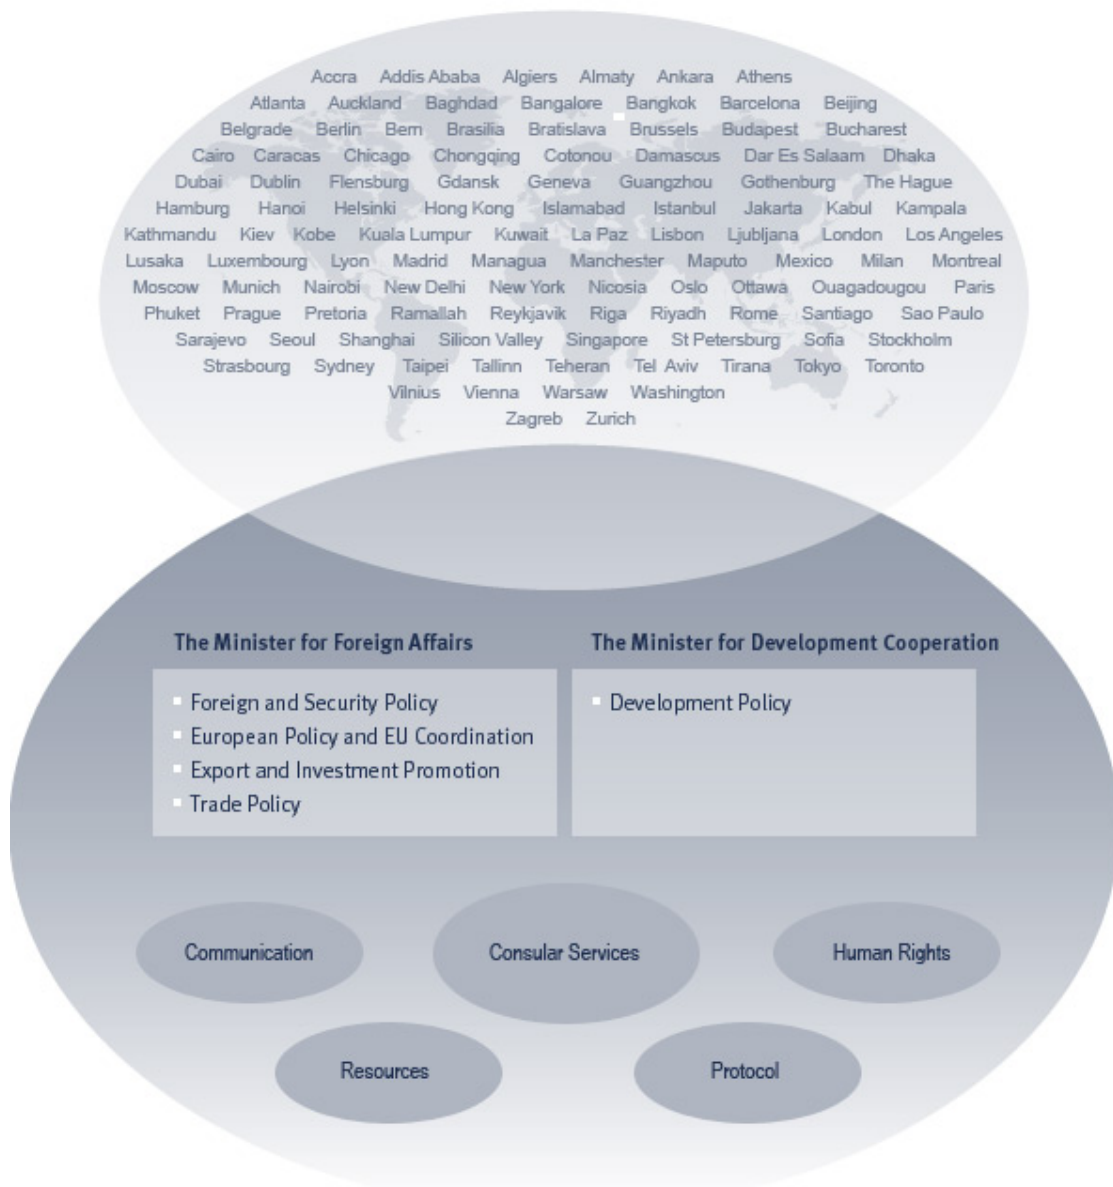 Accra Addis Ababa Algiers Almaty Ankara Athens
Atlanta Auckland Baghdad Bangalore Bangkok Barcelona Beijing
Belgrade Berlin Bern Brasilia Bratislava Brussels Budapest Bucharest
Cairo Caracas Chicago Chongqing Cotonou Damascus Dar Es Salaam Dhaka
Dubai Dublin Flensburg Gdansk Geneva Guangzhou Gothenburg The Hague
Hamburg Hanoi Helsinki Hong Kong Islamabad Istanbul Jakarta Kabul Kampala
Kathmandu Kiev Kobe Kuala Lumpur Kuwait La Paz Lisbon Ljubljana London Los Angeles
Lusaka Luxembourg Lyon Madrid Managua Manchester Maputo Mexico Milan Montreal
Moscow Munich Nairobi New Delhi New York Nicosia Oslo Ottawa Ouagadougou Paris
Phuket Prague Pretoria Ramallah Reykjavik Riga Riyadh Rome Santiago Sao Paulo
Sarajevo Seoul Shanghai Silicon Valley Singapore St Petersburg Sofia Stockholm
Strasbourg Sydney Taipei Tallinn Teheran Tel Aviv Tirana Tokyo Toronto
Vilnius Vienna Warsaw Washington
Zagreb Zurich
The Minister for Foreign Affairs
Foreign and Security Policy
European Policy and EU Coordination
Export and Investment Promotion
Trade Policy
The Minister for Development Cooperation
Development Policy
Communication
Consular Services
Human Rights
Resources
Protocol